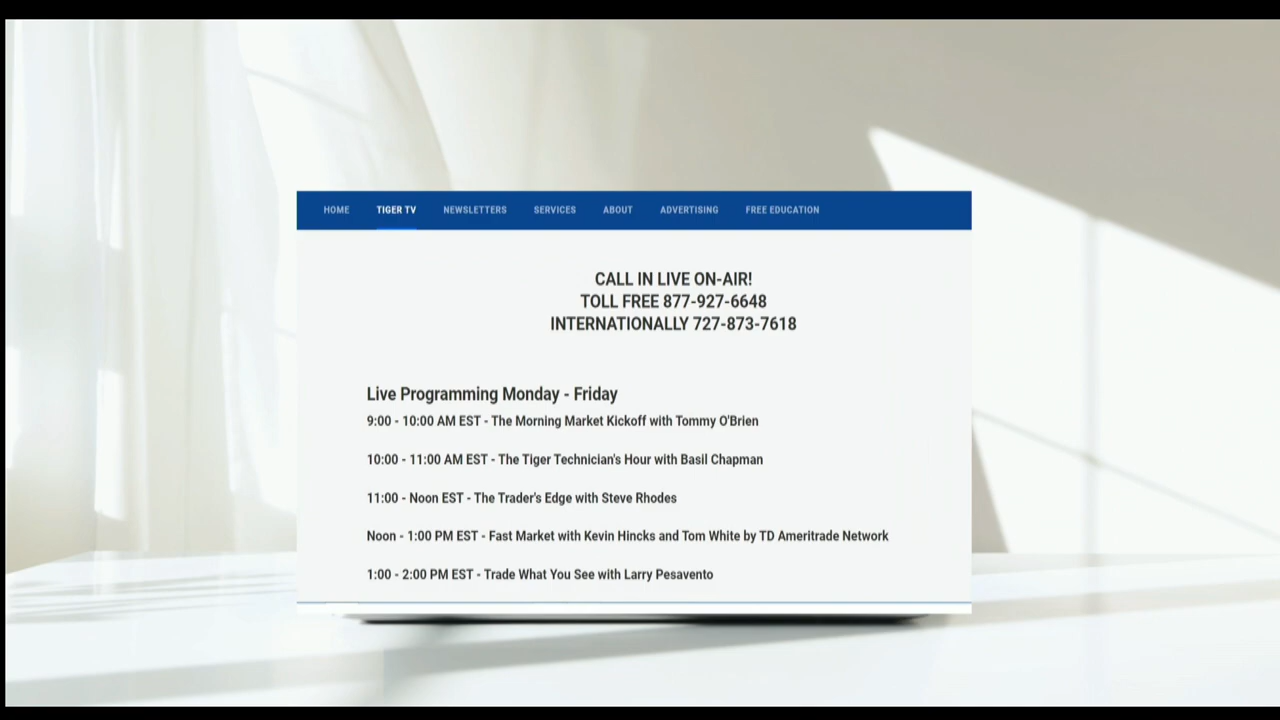 HOME TIGER TV NEWSLETTERS SERVICES ABOUT ADVERTISING FREE EDUCATION
CALL IN LIVE ON-AIR!
TOLL FREE 877-927-6648
INTERNATIONALLY 727-873-7618
Live Programming Monday - Friday
9:00 - 10:00 AM EST - The Morning Market Kickoff with Tommy O'Brien
10:00 - 11:00 AM EST - The Tiger Technician's Hour with Basil Chapman
11:00 - Noon EST - The Trader's Edge with Steve Rhodes
Noon - 1:00 PM EST - Fast Market with Kevin Hincks and Tom White by TD Ameritrade Network
1:00 - 2:00 PM EST - Trade What You See with Larry Pesavento